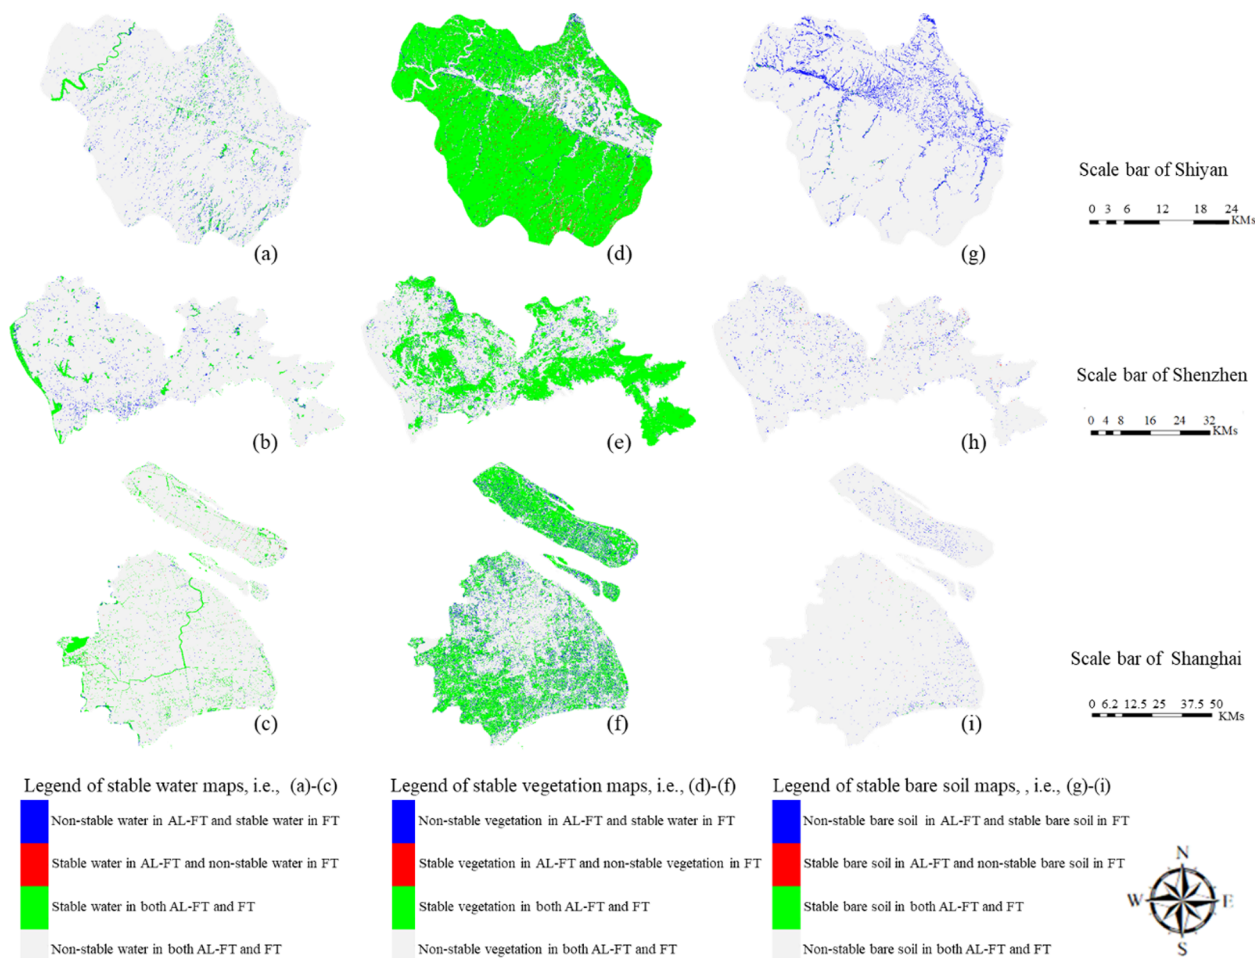 Scale bar of Shiyan
0 3 6 12 18 24
KMs
(a)
(d)
(g)
Scale bar of Shenzhen
0 4 8 16 24 32
KMs
(b)
(e)
(h)
Scale bar of Shanghai
0 6.2 12.5 25 37.5 50
KMs
(c)
(f)
(i)
Legend of stable water maps, i.e., (a)-(c)
Non-stable water in AL-FT and stable water in FT
Stable water in AL-FT and non-stable water in FT
Stable water in both AL-FT and FT
Non-stable water in both AL-FT and FT
Legend of stable vegetation maps, i.e., (d)-(f)
Non-stable vegetation in AL-FT and stable water in FT
Stable vegetation in AL-FT and non-stable vegetation in FT
Stable vegetation in both AL-FT and FT
Non-stable vegetation in both AL-FT and FT
Legend of stable bare soil maps, , i.e., (g)-(i)
Non-stable bare soil in AL-FT and stable bare soil in FT
Stable bare soil in AL-FT and non-stable bare soil in FT
Stable bare soil in both AL-FT and FT
Non-stable bare soil in both AL-FT and FT
N
W E
S